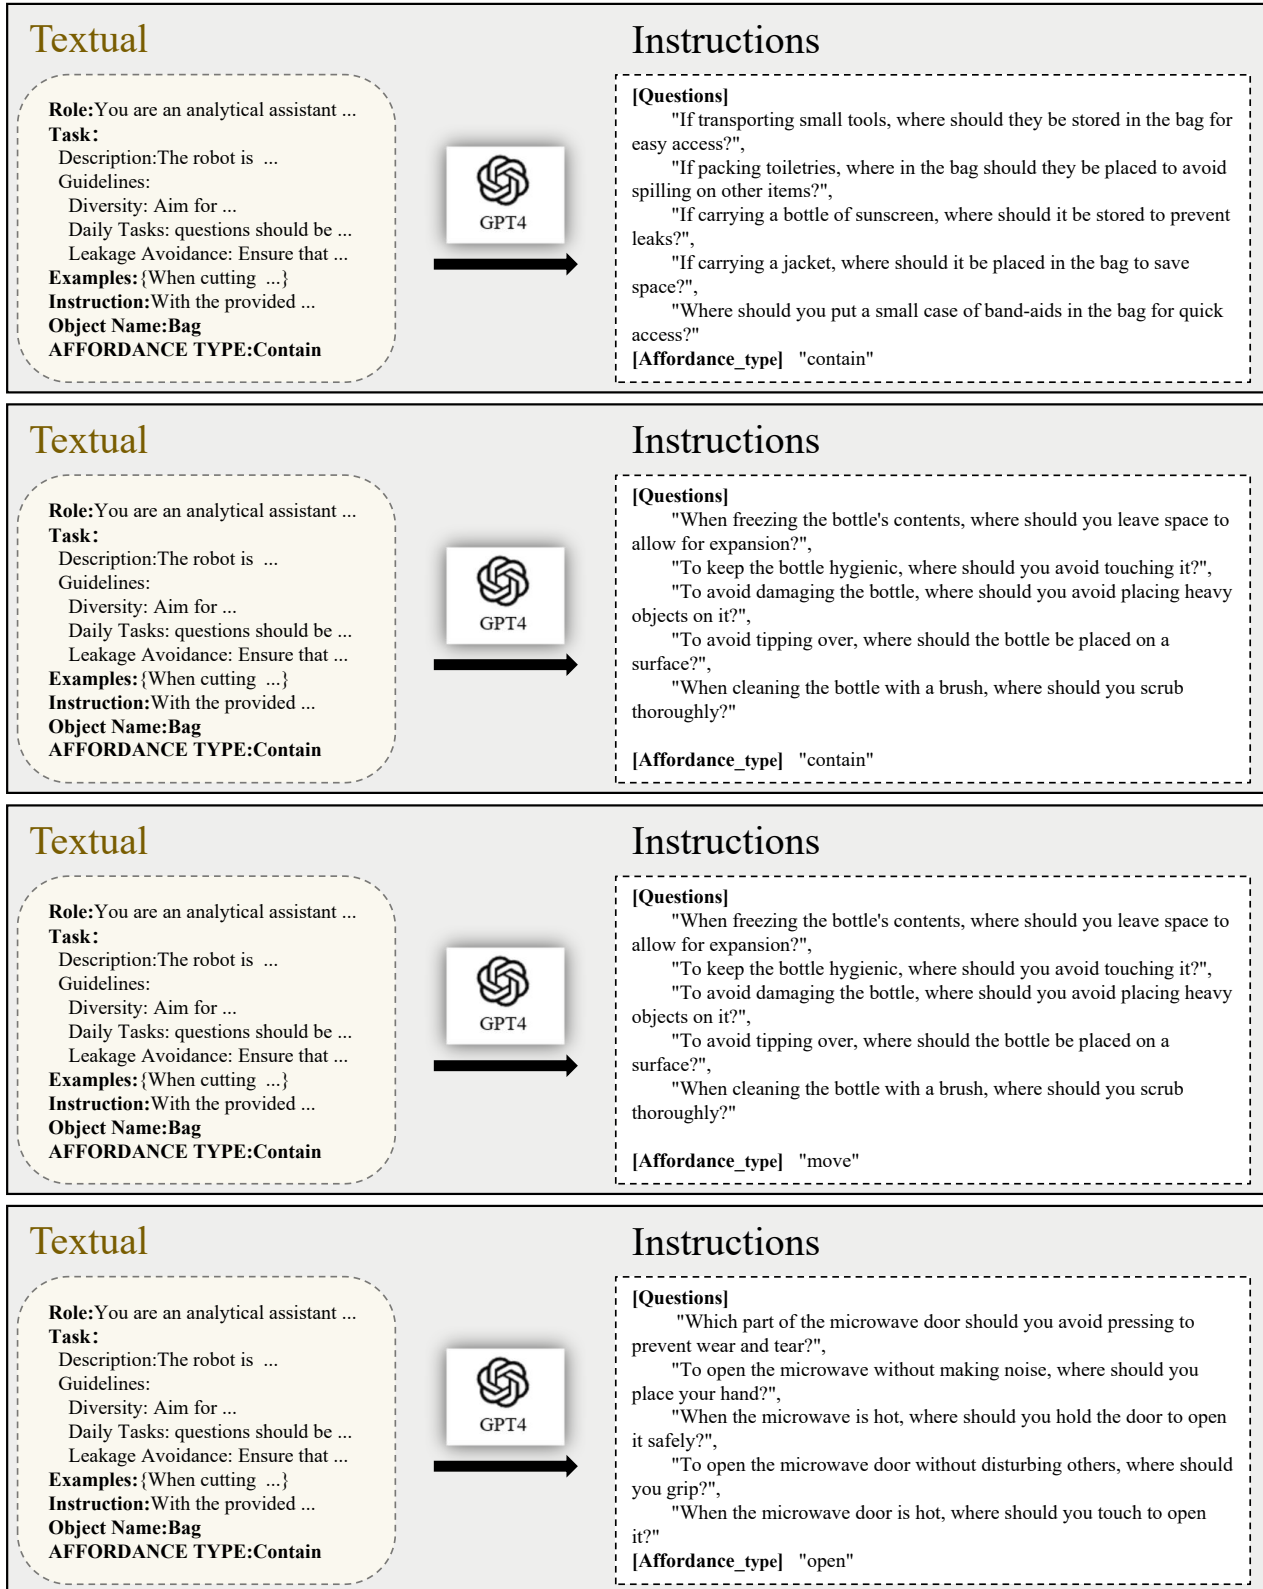 Textual
Instructions
Role:You are an analytical assistant ...
Task:
Description:The robot is ...
Guidelines:
Diversity: Aim for ...
Daily Tasks: questions should be ...
Leakage Avoidance: Ensure that ...
Examples:{When cutting ...}
Instruction:With the provided ...
Object Name:Bag
AFFORDANCE TYPE:Contain
GPT4
[Questions]
"If transporting small tools, where should they be stored in the bag for
easy access?",
"If packing toiletries, where in the bag should they be placed to avoid
spilling on other items?",
"If carrying a bottle of sunscreen, where should it be stored to prevent
leaks?",
"If carrying a jacket, where should it be placed in the bag to save
space?",
"Where should you put a small case of band-aids in the bag for quick
access?"
[Affordance_type] "contain"
Textual
Instructions
Role:You are an analytical assistant ...
Task:
Description:The robot is ...
Guidelines:
Diversity: Aim for ...
Daily Tasks: questions should be ...
Leakage Avoidance: Ensure that ...
Examples:{When cutting ...}
Instruction:With the provided ...
Object Name:Bag
AFFORDANCE TYPE:Contain
GPT4
[Questions]
"When freezing the bottle's contents, where should you leave space to
allow for expansion?",
"To keep the bottle hygienic, where should you avoid touching it?",
"To avoid damaging the bottle, where should you avoid placing heavy
objects on it?",
"To avoid tipping over, where should the bottle be placed on a
surface?",
"When cleaning the bottle with a brush, where should you scrub
thoroughly?"
[Affordance_type] "contain"
Textual
Instructions
Role:You are an analytical assistant ...
Task:
Description:The robot is ...
Guidelines:
Diversity: Aim for ...
Daily Tasks: questions should be ...
Leakage Avoidance: Ensure that ...
Examples:{When cutting ...}
Instruction:With the provided ...
Object Name:Bag
AFFORDANCE TYPE:Contain
GPT4
[Questions]
"When freezing the bottle's contents, where should you leave space to
allow for expansion?",
"To keep the bottle hygienic, where should you avoid touching it?",
"To avoid damaging the bottle, where should you avoid placing heavy
objects on it?",
"To avoid tipping over, where should the bottle be placed on a
surface?",
"When cleaning the bottle with a brush, where should you scrub
thoroughly?"
[Affordance_type] "move"
Textual
Instructions
Role:You are an analytical assistant ...
Task:
Description:The robot is ...
Guidelines:
Diversity: Aim for ...
Daily Tasks: questions should be ...
Leakage Avoidance: Ensure that ...
Examples:{When cutting ...}
Instruction:With the provided ...
Object Name:Bag
AFFORDANCE TYPE:Contain
GPT4
[Questions]
"Which part of the microwave door should you avoid pressing to
prevent wear and tear?",
"To open the microwave without making noise, where should you
place your hand?",
"When the microwave is hot, where should you hold the door to open
it safely?",
"To open the microwave door without disturbing others, where should
you grip?",
"When the microwave door is hot, where should you touch to open
it?"
[Affordance_type] "open"